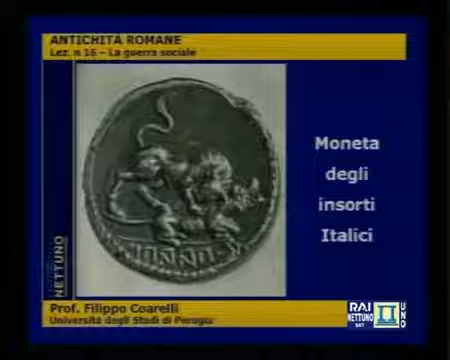 ANTICHITÀ ROMANE
Lez. n 16 - La guerra sociale
Moneta
degli
insorti
Italici
NETTUNO
Prof. Filippo Coarelli
Università degli Studi di Perugia
RAI
NETTUNO
SAT
UNO